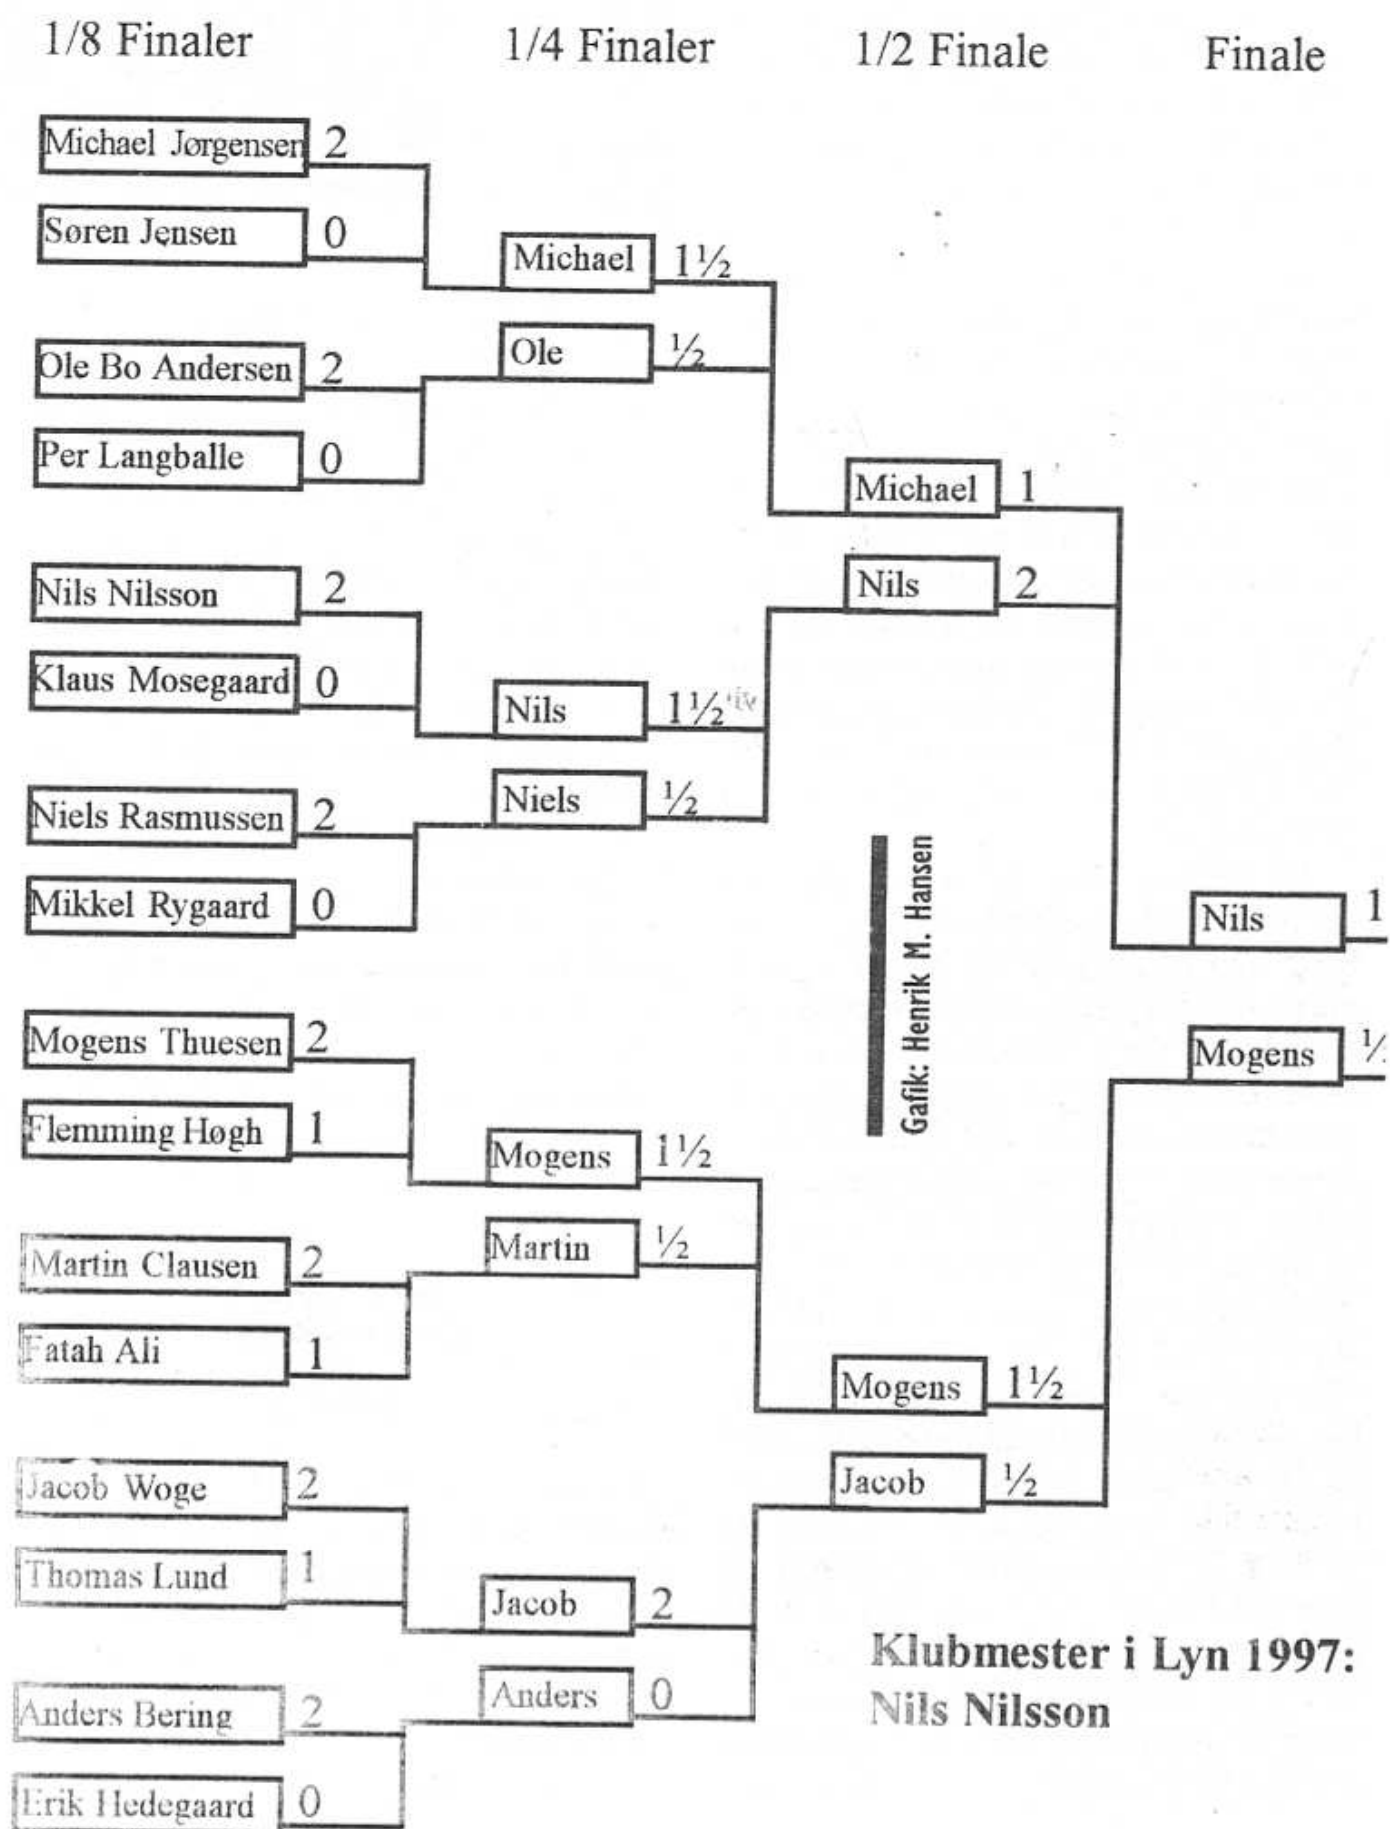 1/8 Finaler
1/4 Finaler
1/2 Finale
Finale
Michael Jørgensen 2
Søren Jensen 0
Ole Bo Andersen 2
Per Langballe 0
Nils Nilsson 2
Klaus Mosegaard 0
Niels Rasmussen 2
Mikkel Rygaard 0
Mogens Thuesen 2
Flemming Høgh 1
Martin Clausen 2
Fatah Ali 1
Jacob Woge 2
Thomas Lund 1
Anders Bering 2
Erik Hedegaard 0
Michael 1½
Ole ½
Nils 1½
Niels ½
Mogens 1½
Martin ½
Jacob 2
Anders 0
Michael 1
Nils 2
Mogens 1½
Jacob ½
Nils 1
Mogens
Gafik: Henrik M. Hansen
Klubmester i Lyn 1997:
Nils Nilsson